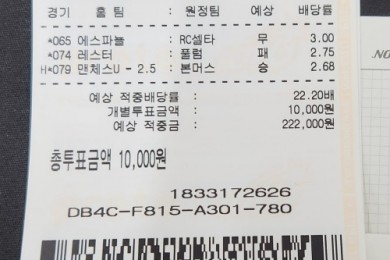 경기 홈 팀 : 원정팀 예상 배당률
*065 에스파뇰 : RC셀타 무 3.00
*074 레스터 : 풀럼 패 2.75
H*079 맨체스U - 2.5 : 본머스 승 2.68
예상 적중배당률 : 22.20배
개별투표금액 : 10,000원
예상 적중금 : 222,000원
총투표금액 10,000원
1833172626
DB4C-F815-A301-780
NO